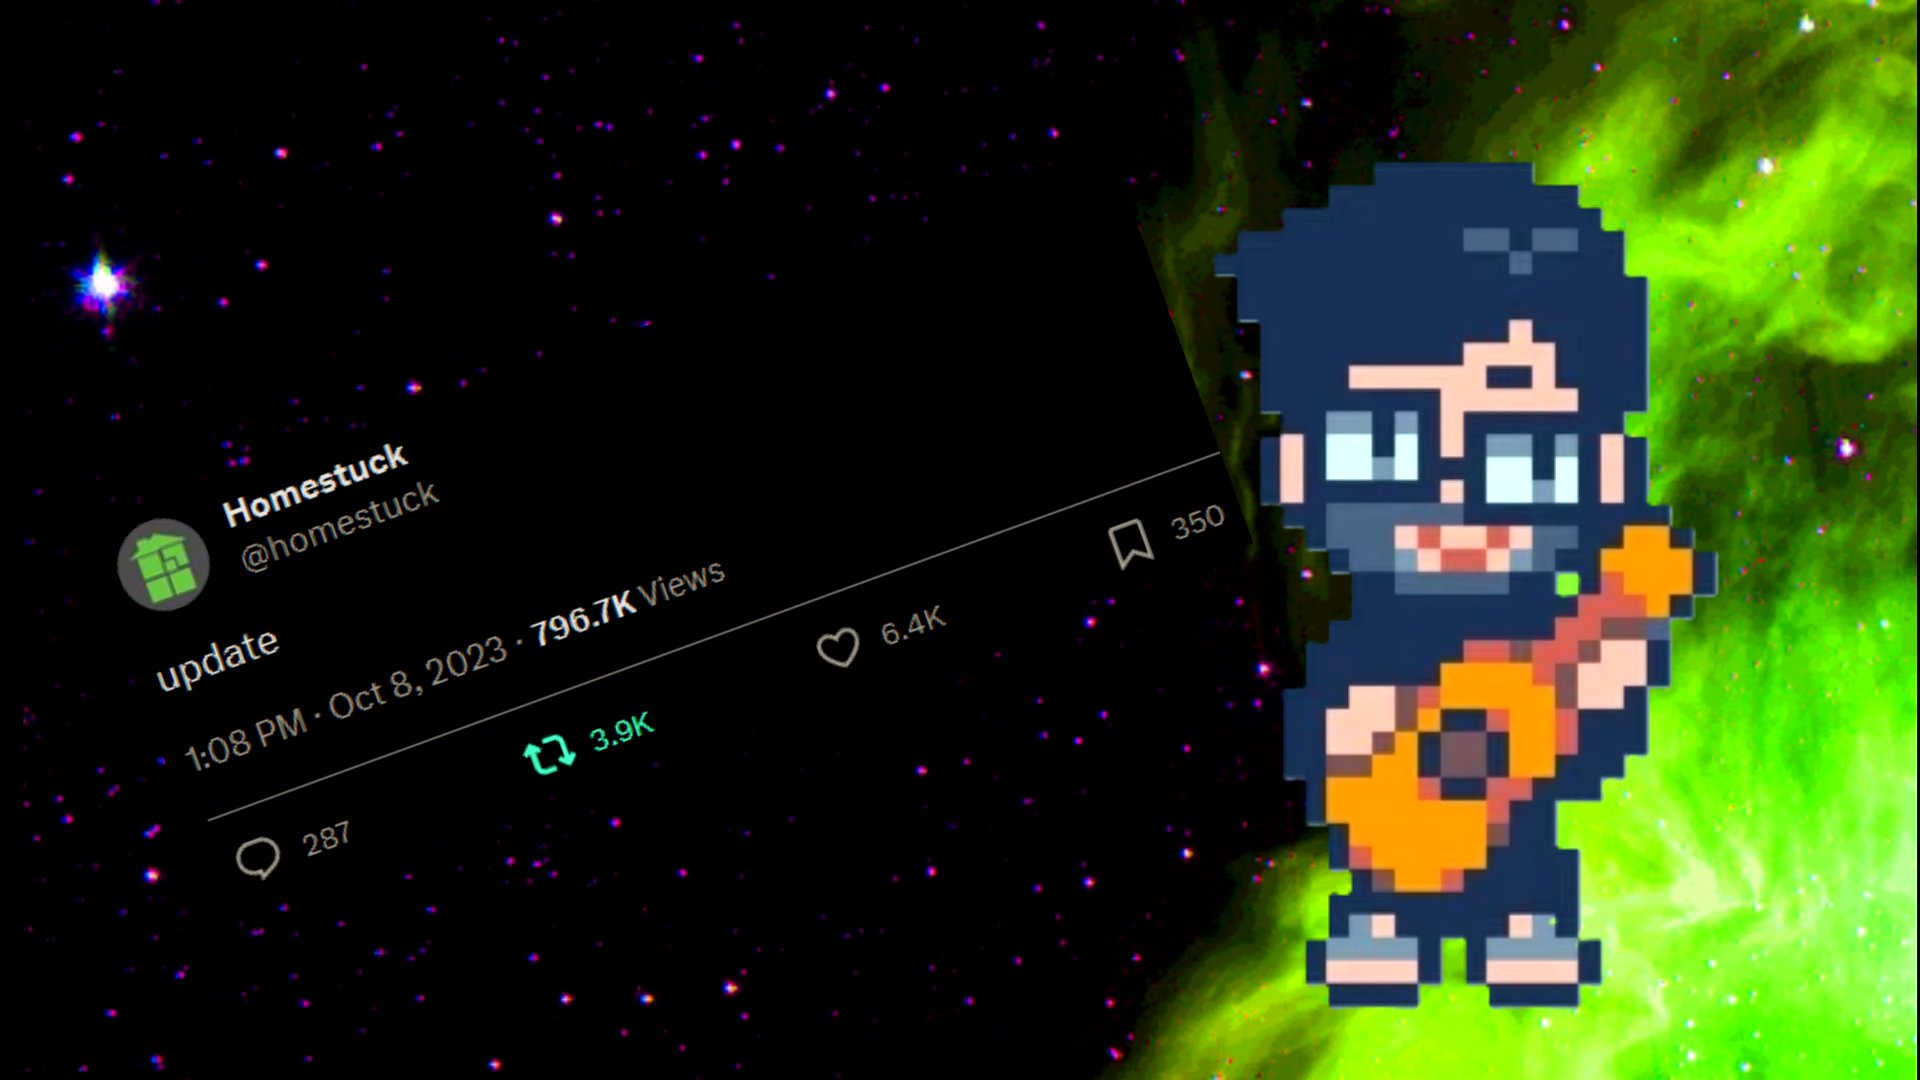 Homestuck
@homestuck
update
1:08 PM · Oct 8, 2023 · 796.7K Views
287 3.9K 6.4K 350